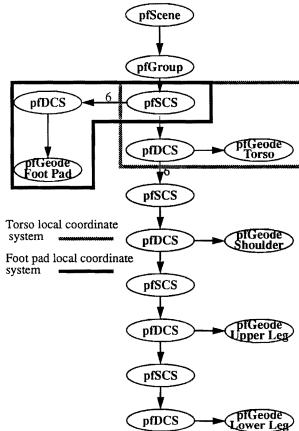 pfScene
pfGroup
pfDCS
6
pfSCS
pfGeode
Foot Pad
pfDCS
pfGeode
Torso
6
pfSCS
Torso local coordinate
system
pfDCS
pfGeode
Shoulder
Foot pad local coordinate
system
pfSCS
pfDCS
pfGeode
Upper Leg
pfSCS
pfDCS
pfGeode
Lower Leg